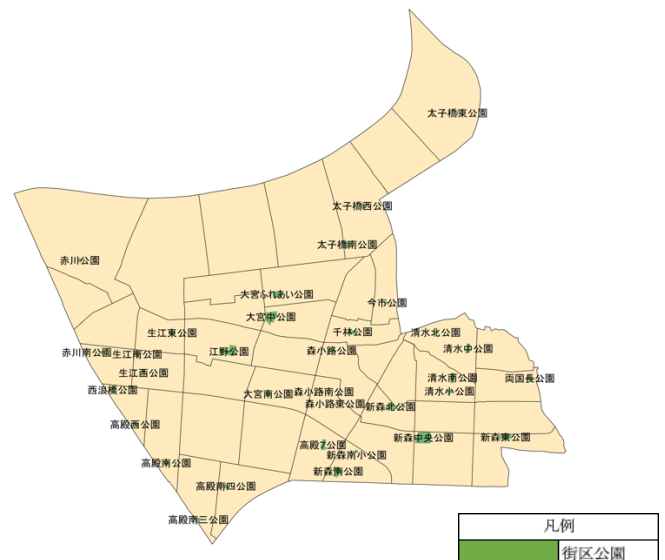 太子橋東公園
太子橋西公園
太子橋南公園
赤川公園
大宮ふれあい公園
今市公園
大宮中公園
生江東公園
千林公園
清水北公園
赤川南公園
生江南公園
江野公園
森小路公園
清水中公園
生江西公園
清水南公園
両国長公園
西浪橋公園
大宮南公園
森小路南公園
清水小公園
森小路東公園
新森北公園
高殿西公園
新森中央公園
新森東公園
高殿七公園
新森南小公園
高殿南公園
新森南公園
高殿南四公園
高殿南三公園
凡例
街区公園